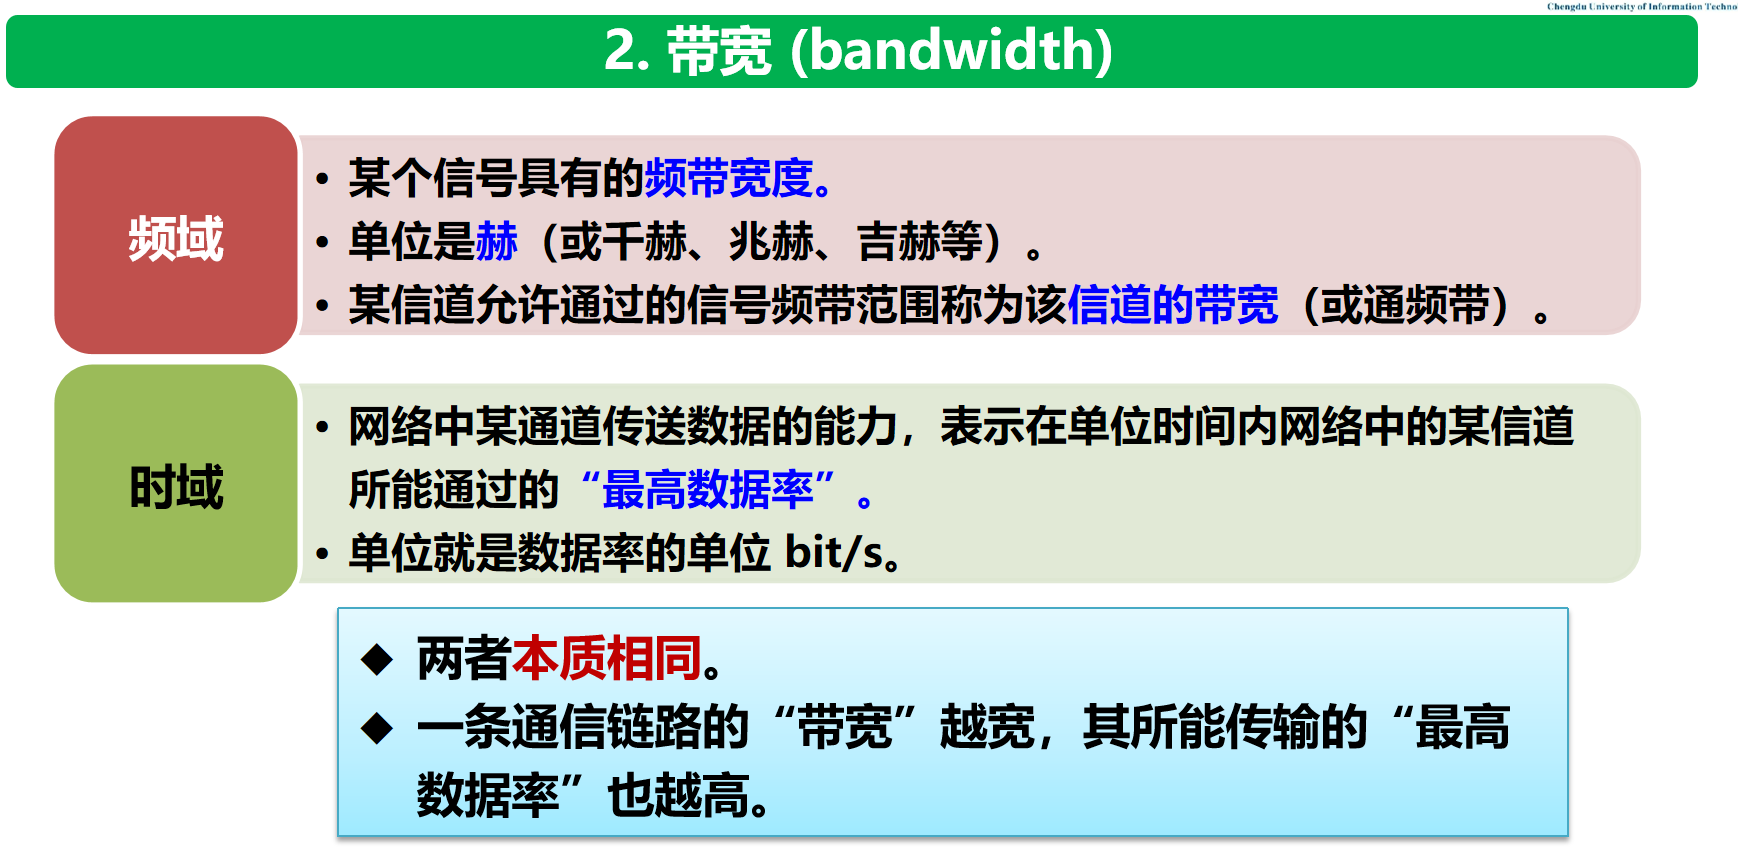 Chengdu University of Information Techno
2. 带宽 (bandwidth)
频域
• 某个信号具有的频带宽度。
• 单位是赫（或千赫、兆赫、吉赫等）。
• 某信道允许通过的信号频带范围称为该信道的带宽（或通频带）。
时域
• 网络中某通道传送数据的能力，表示在单位时间内网络中的某信道
所能通过的“最高数据率”。
• 单位就是数据率的单位 bit/s。
◆ 两者本质相同。
◆ 一条通信链路的“带宽”越宽，其所能传输的“最高
数据率”也越高。